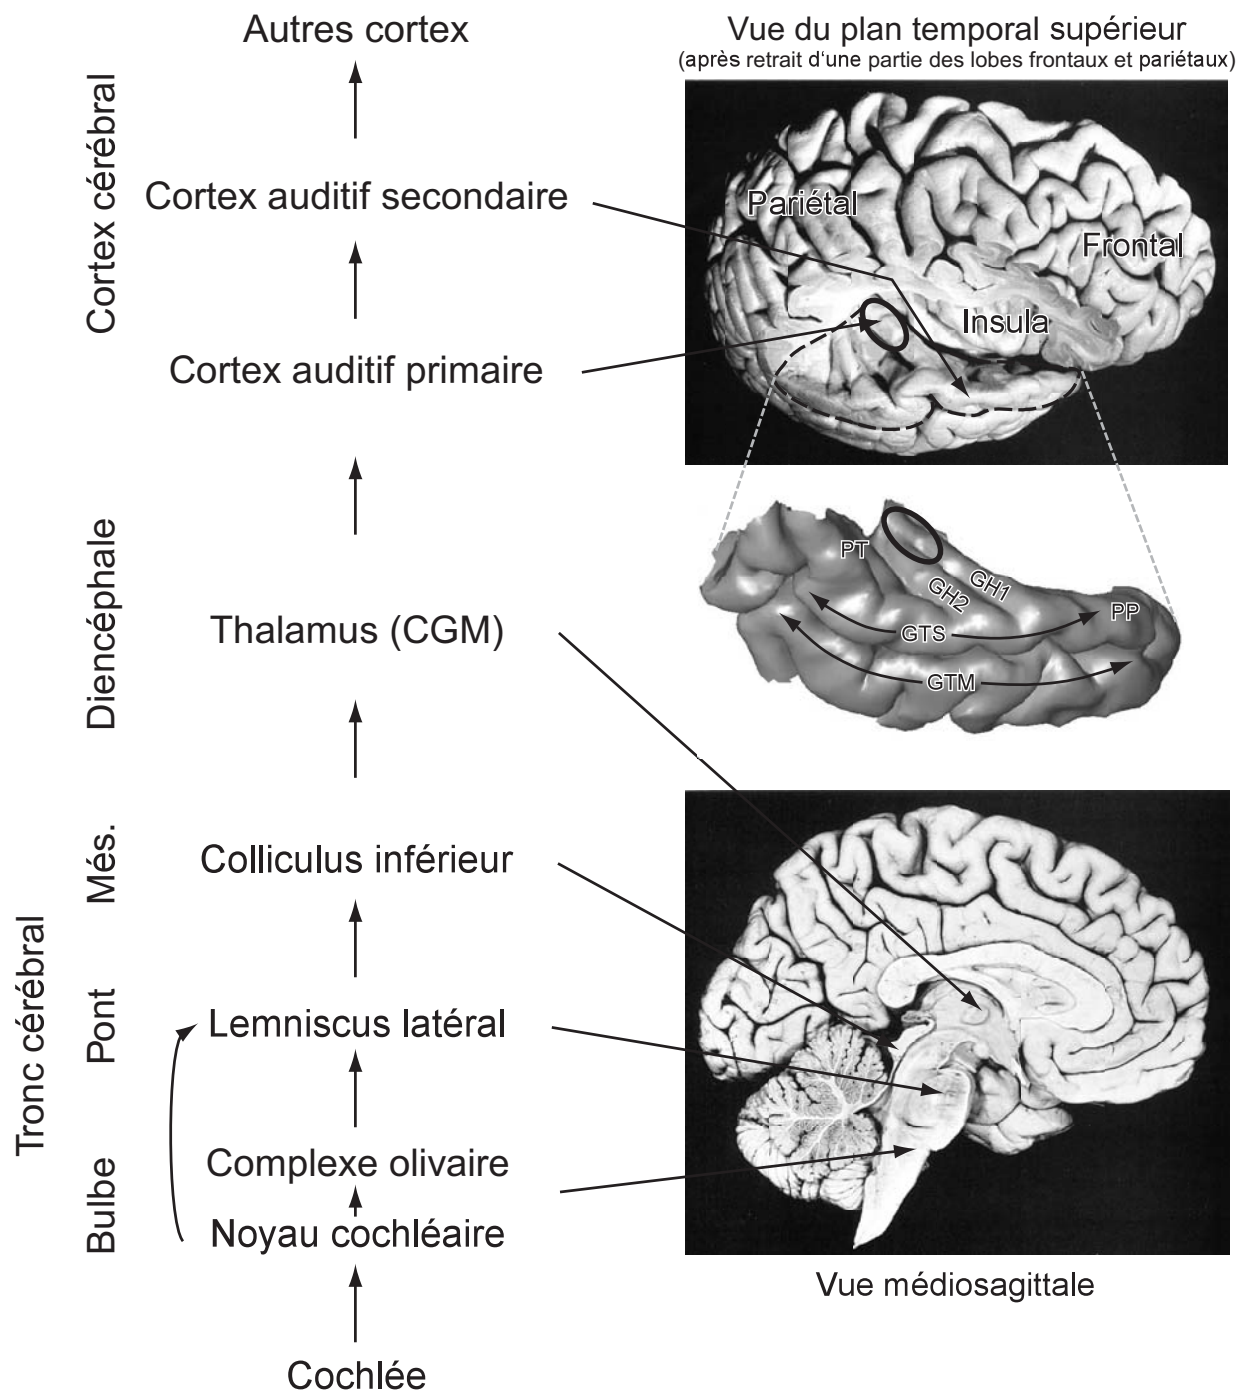 Autres cortex
Cortex cérébral
Cortex auditif secondaire
Cortex auditif primaire
Diencéphale
Thalamus (CGM)
Tronc cérébral
Més.
Colliculus inférieur
Pont
Lemniscus latéral
Bulbe
Complexe olivaire
Noyau cochléaire
Cochlée
Vue du plan temporal supérieur
(après retrait d'une partie des lobes frontaux et pariétaux)
Pariétal
Frontal
Insula
PT
GH1
GH2
PP
GTS
GTM
Vue médiosagittale